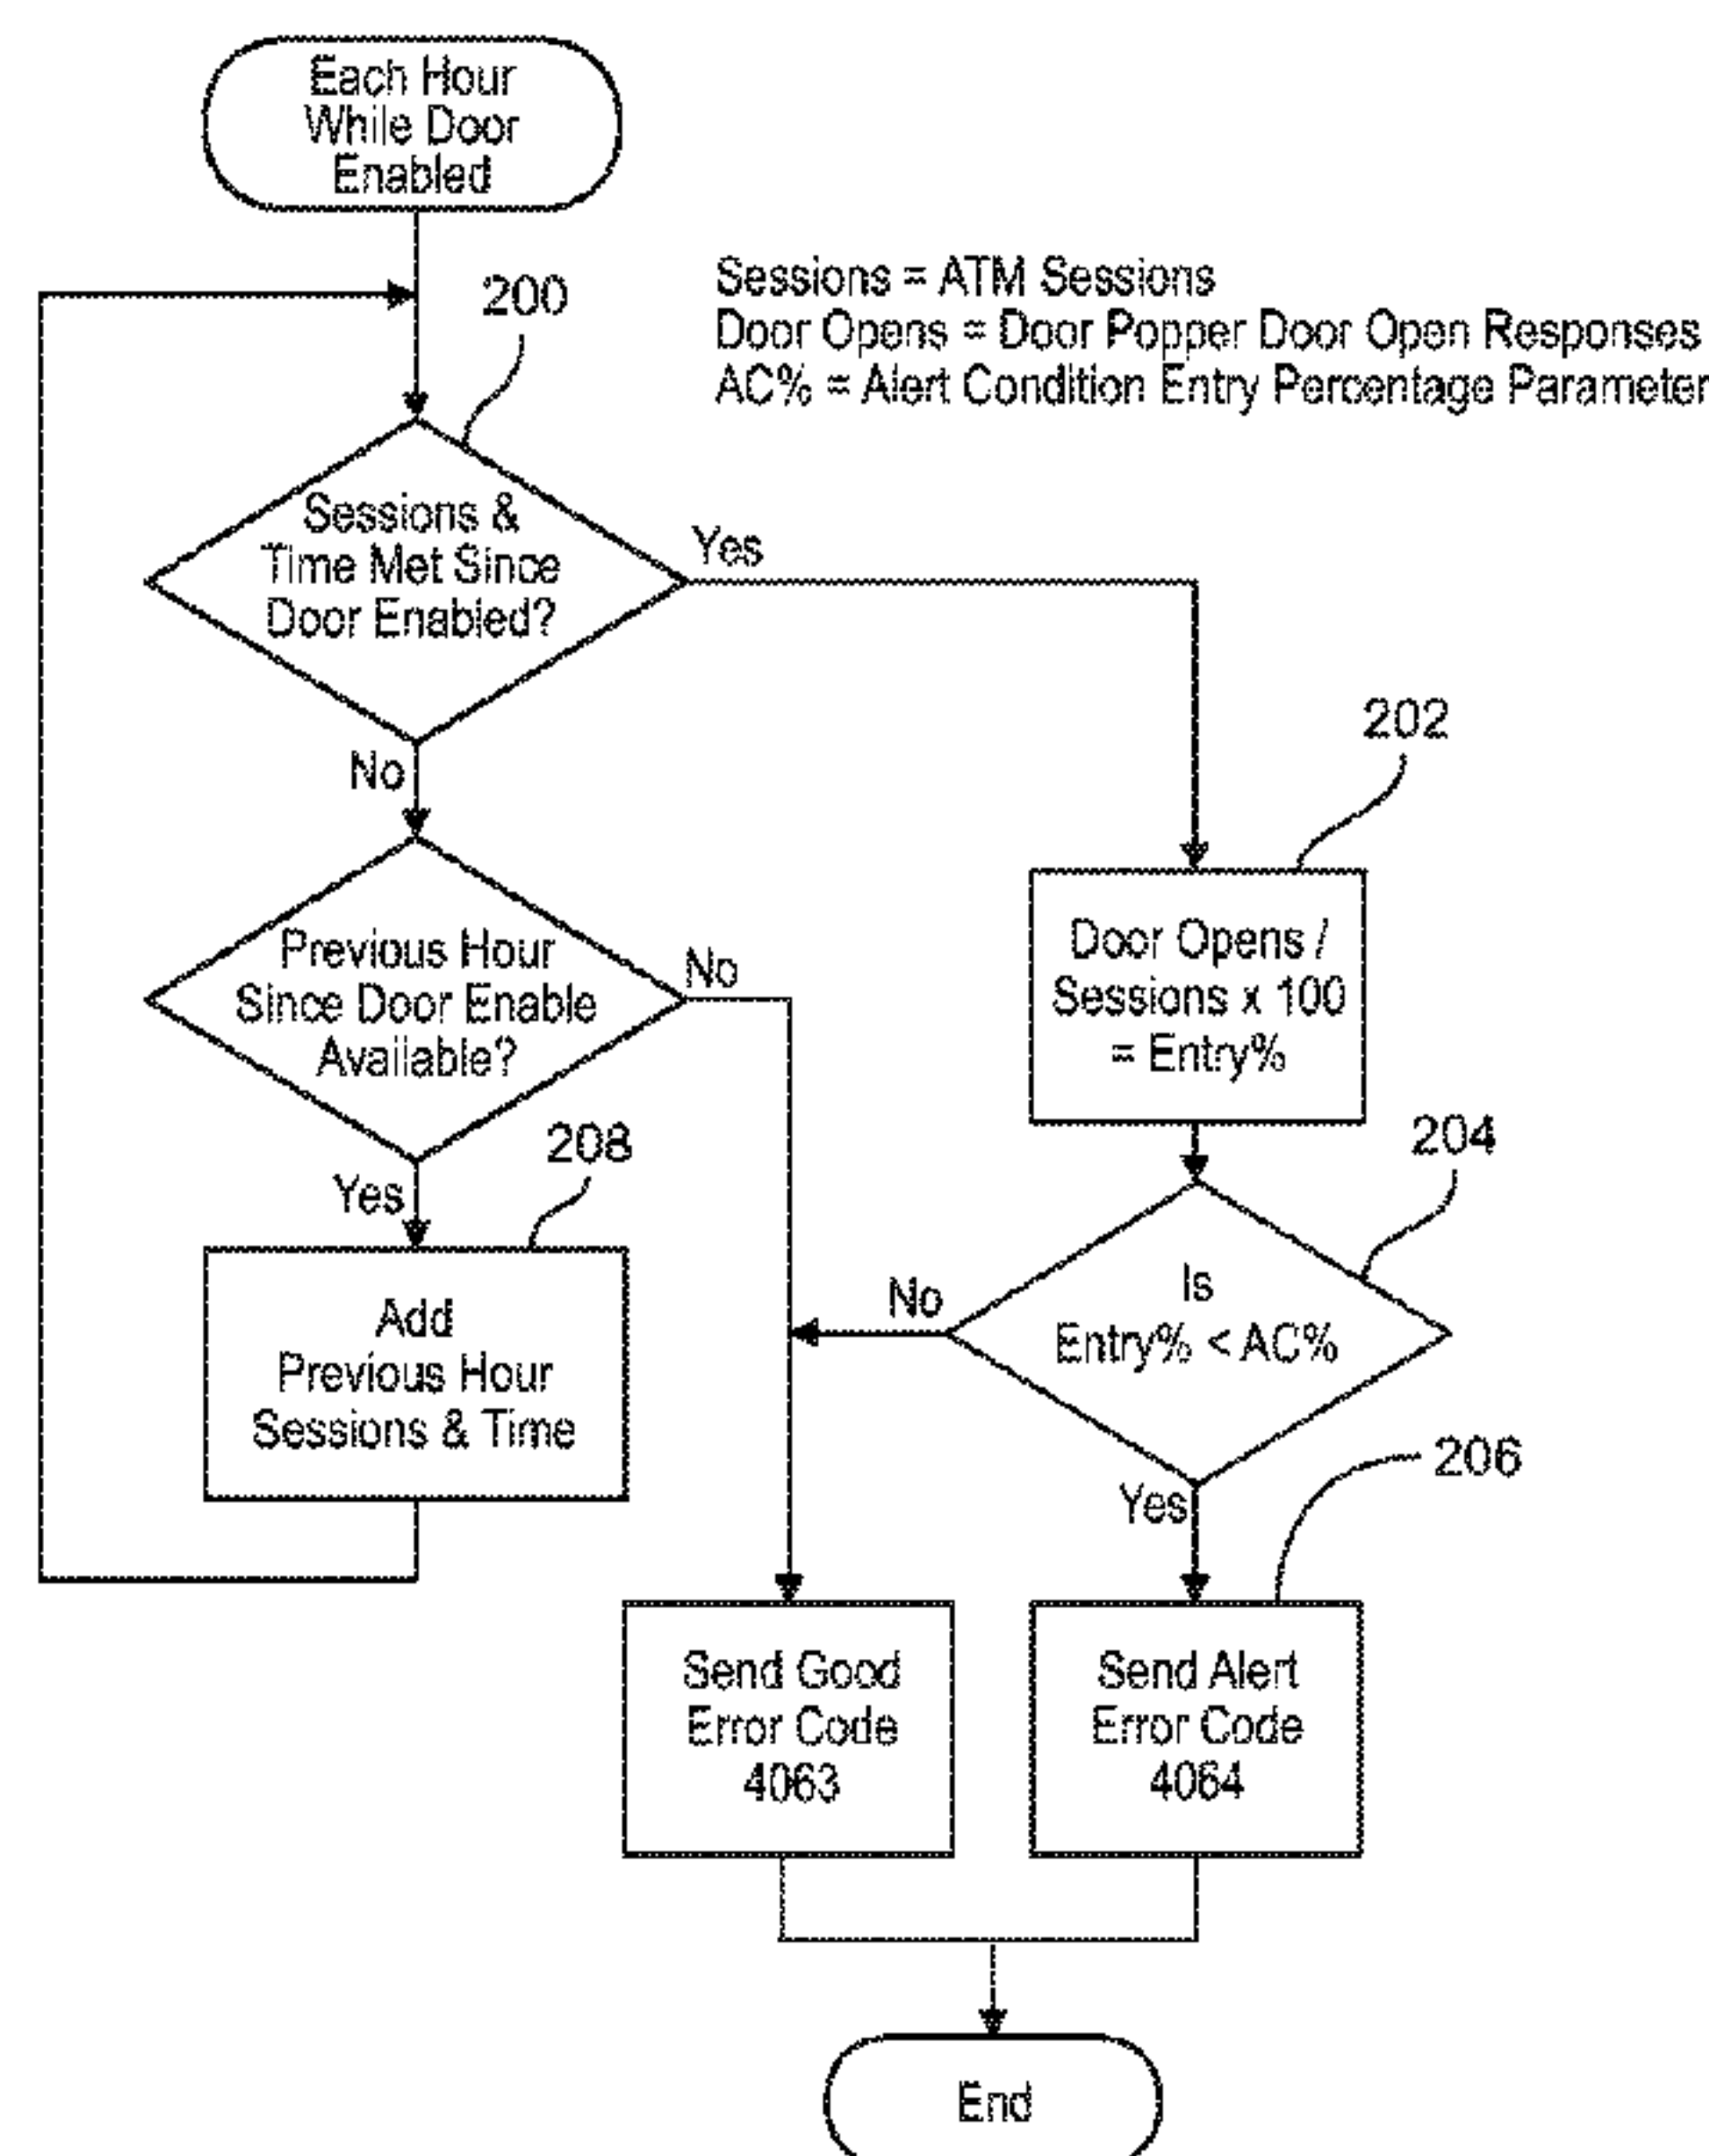 Each Hour
While Door
Enabled
200
Sessions = ATM Sessions
Door Opens = Door Popper Door Open Responses
AC% = Alert Condition Entry Percentage Parameter
Sessions &
Time Met Since
Door Enabled?
Yes
No
202
Door Opens /
Sessions x 100
= Entry%
Previous Hour
Since Door Enable
Available?
No
Yes
208
204
Is
Entry% < AC%
No
Yes
Add
Previous Hour
Sessions & Time
206
Send Good
Error Code
4063
Send Alert
Error Code
4064
End